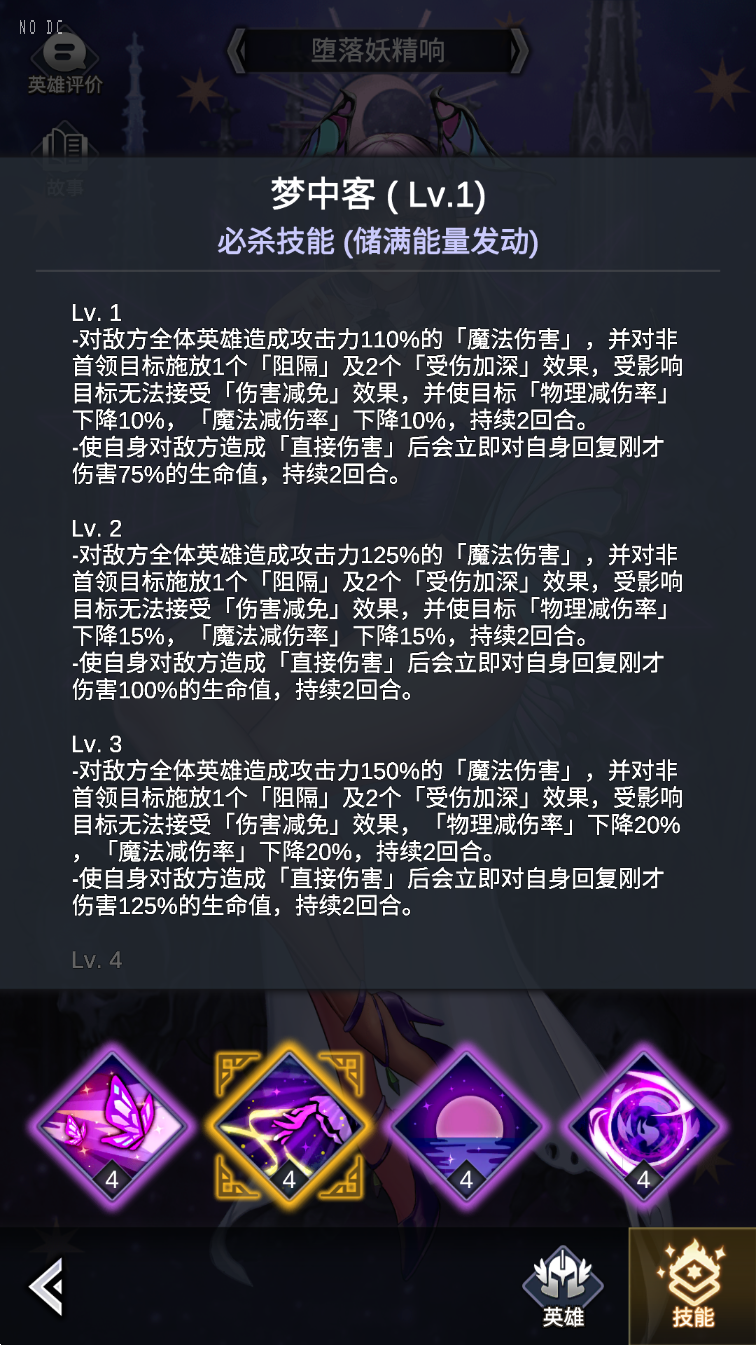 NO DC
堕落妖精响
英雄评价
故事
梦中客 ( Lv.1)
必杀技能 (储满能量发动)
Lv. 1
-对敌方全体英雄造成攻击力110%的「魔法伤害」，并对非
首领目标施放1个「阻隔」及2个「受伤加深」效果，受影响
目标无法接受「伤害减免」效果，并使目标「物理减伤率」
下降10%，「魔法减伤率」下降10%，持续2回合。
-使自身对敌方造成「直接伤害」后会立即对自身回复刚才
伤害75%的生命值，持续2回合。
Lv. 2
-对敌方全体英雄造成攻击力125%的「魔法伤害」，并对非
首领目标施放1个「阻隔」及2个「受伤加深」效果，受影响
目标无法接受「伤害减免」效果，并使目标「物理减伤率」
下降15%，「魔法减伤率」下降15%，持续2回合。
-使自身对敌方造成「直接伤害」后会立即对自身回复刚才
伤害100%的生命值，持续2回合。
Lv. 3
-对敌方全体英雄造成攻击力150%的「魔法伤害」，并对非
首领目标施放1个「阻隔」及2个「受伤加深」效果，受影响
目标无法接受「伤害减免」效果，「物理减伤率」下降20%
，「魔法减伤率」下降20%，持续2回合。
-使自身对敌方造成「直接伤害」后会立即对自身回复刚才
伤害125%的生命值，持续2回合。
Lv. 4
4
4
4
4
英雄
技能